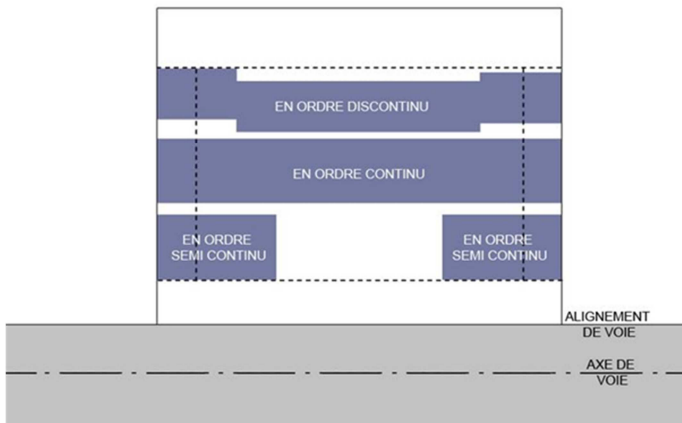 EN ORDRE DISCONTINU
EN ORDRE CONTINU
EN ORDRE
SEMI CONTINU
EN ORDRE
SEMI CONTINU
ALIGNEMENT
DE VOIE
AXE DE
VOIE